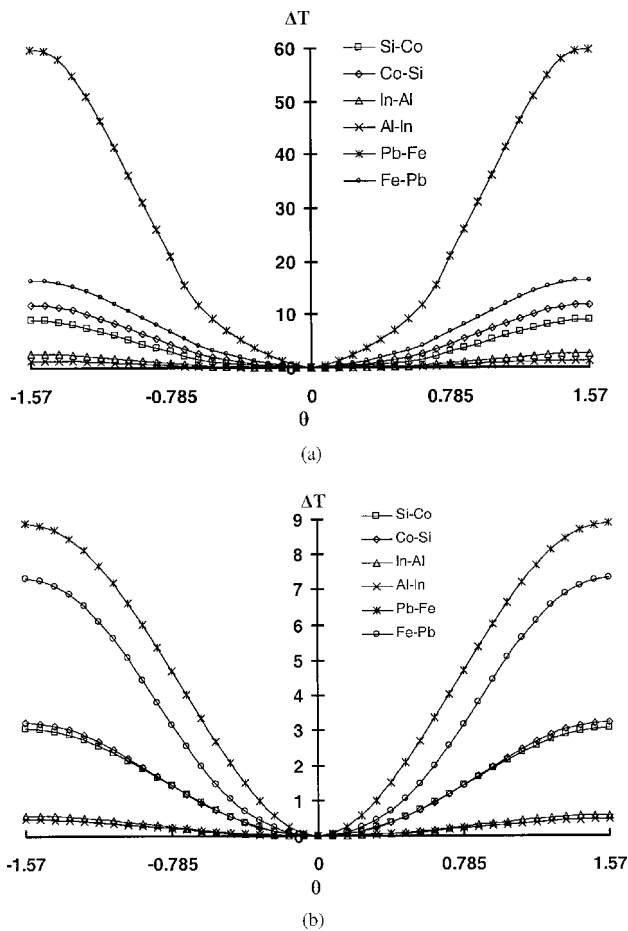 ΔT
60
50
40
30
20
10
0
Si-Co
Co-Si
In-Al
Al-In
Pb-Fe
Fe-Pb
-1.57 -0.785 0 0.785 1.57
θ
(a)
ΔT
9
8
7
6
5
4
3
2
1
0
Si-Co
Co-Si
In-Al
Al-In
Pb-Fe
Fe-Pb
-1.57 -0.785 0 0.785 1.57
θ
(b)